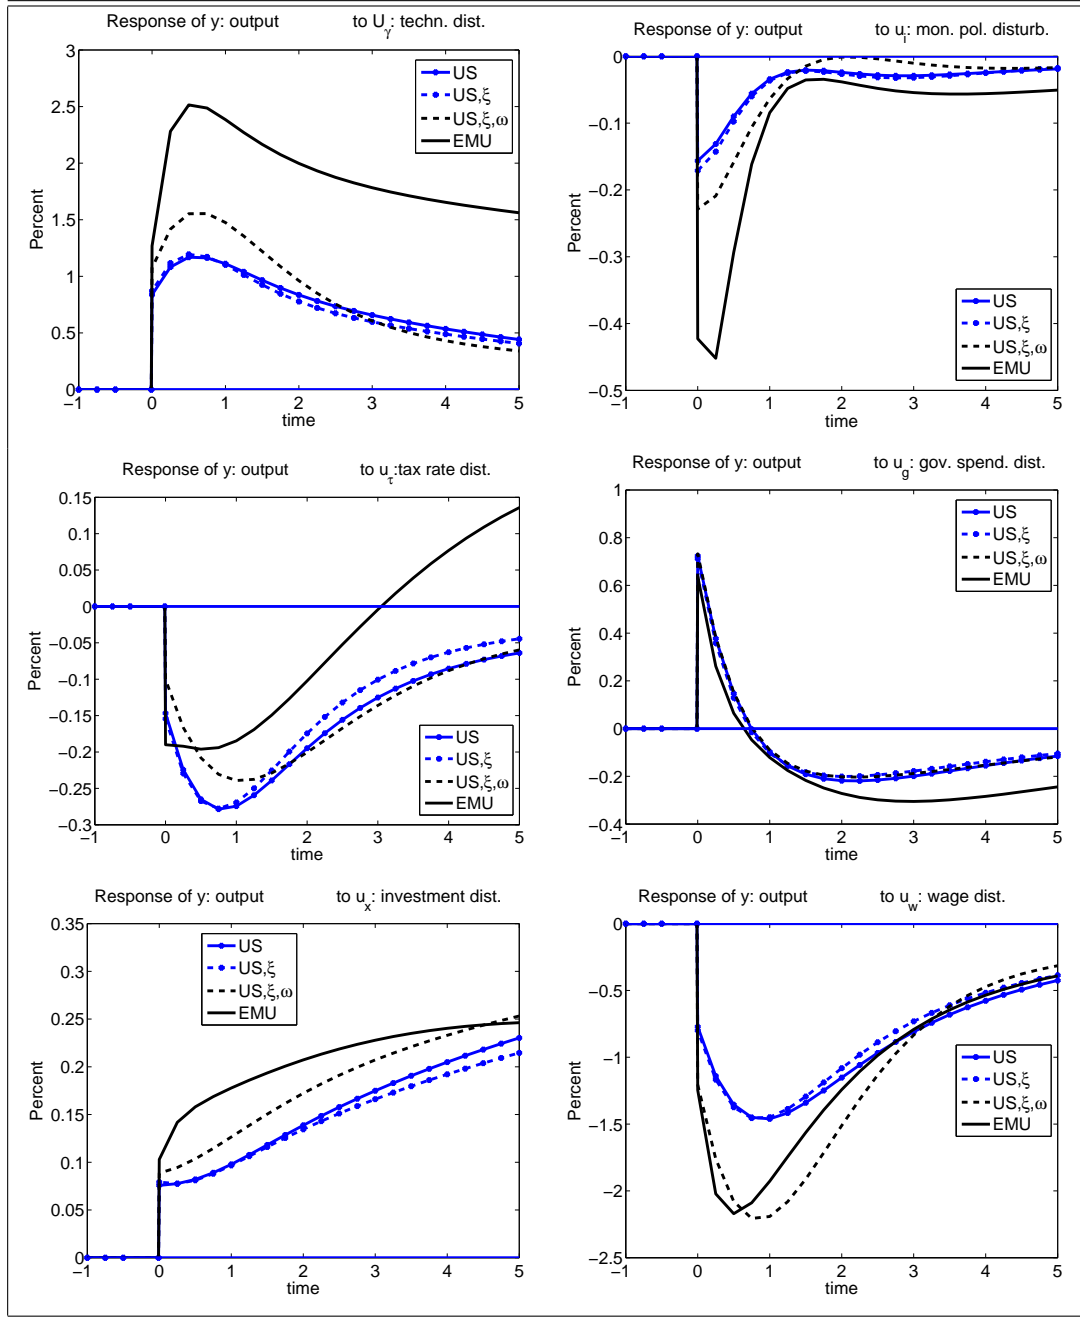 Response of y: output to Uγ: techn. dist.
3
2.5
2
1.5
1
0.5
0
Percent
−1 0 1 2 3 4 5
time
US
US,ξ
US,ξ,ω
EMU
Response of y: output to ui: mon. pol. disturb.
0
−0.1
−0.2
−0.3
−0.4
−0.5
Percent
−1 0 1 2 3 4 5
time
US
US,ξ
US,ξ,ω
EMU
Response of y: output to uτ:tax rate dist.
0.15
0.1
0.05
0
−0.05
−0.1
−0.15
−0.2
−0.25
−0.3
Percent
−1 0 1 2 3 4 5
time
US
US,ξ
US,ξ,ω
EMU
Response of y: output to ug: gov. spend. dist.
1
0.8
0.6
0.4
0.2
0
−0.2
−0.4
Percent
−1 0 1 2 3 4 5
time
US
US,ξ
US,ξ,ω
EMU
Response of y: output to ux: investment dist.
0.35
0.3
0.25
0.2
0.15
0.1
0.05
0
Percent
−1 0 1 2 3 4 5
time
US
US,ξ
US,ξ,ω
EMU
Response of y: output to uw: wage dist.
0
−0.5
−1
−1.5
−2
−2.5
Percent
−1 0 1 2 3 4 5
time
US
US,ξ
US,ξ,ω
EMU